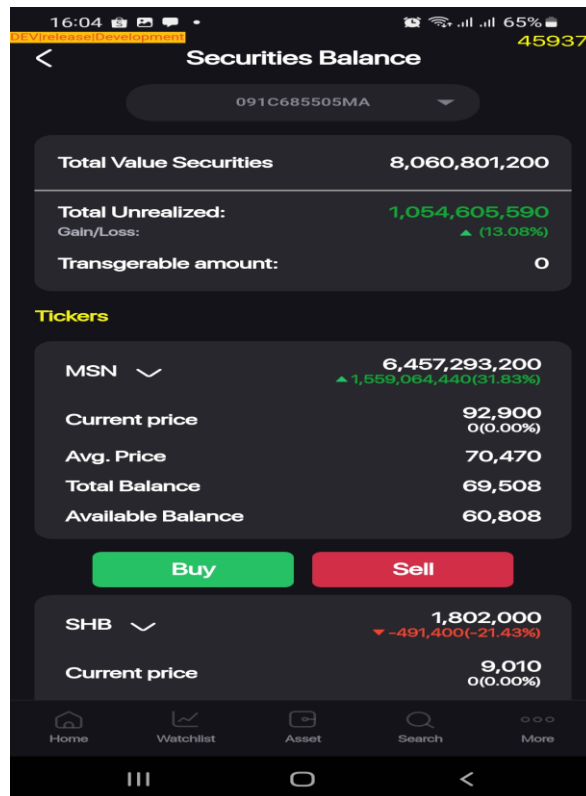 16:04
65%
DEV|release|Development
45937
Securities Balance
091C685505MA
Total Value Securities 8,060,801,200
Total Unrealized: 1,054,605,590
Gain/Loss: ▲ (13.08%)
Transgerable amount: 0
Tickers
MSN 6,457,293,200
▲1,559,064,440(31.83%)
Current price 92,900
0(0.00%)
Avg. Price 70,470
Total Balance 69,508
Available Balance 60,808
Buy Sell
SHB 1,802,000
▼-491,400(-21.43%)
Current price 9,010
0(0.00%)
Home Watchlist Asset Search More